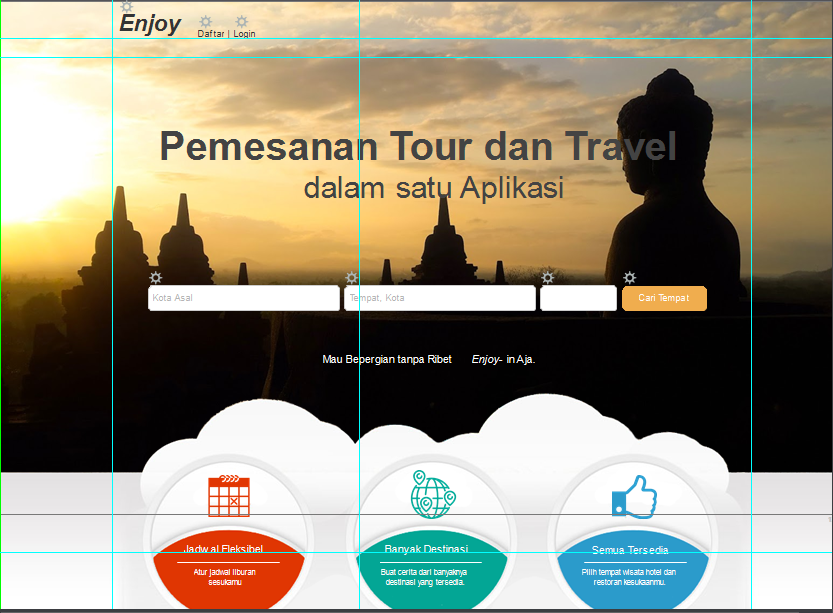 Enjoy
Daftar | Login
Pemesanan Tour dan Travel
dalam satu Aplikasi
Kota Asal
Tempat, Kota
Cari Tempat
Mau Bepergian tanpa Ribet Enjoy- in Aja.
Jadwal Fleksibel
Atur jadwal liburan
sesukamu
Banyak Destinasi
Buat cerita dari banyaknya
destinasi yang tersedia.
Semua Tersedia
Pilih tempat wisata hotel dan
restoran kesukaanmu.